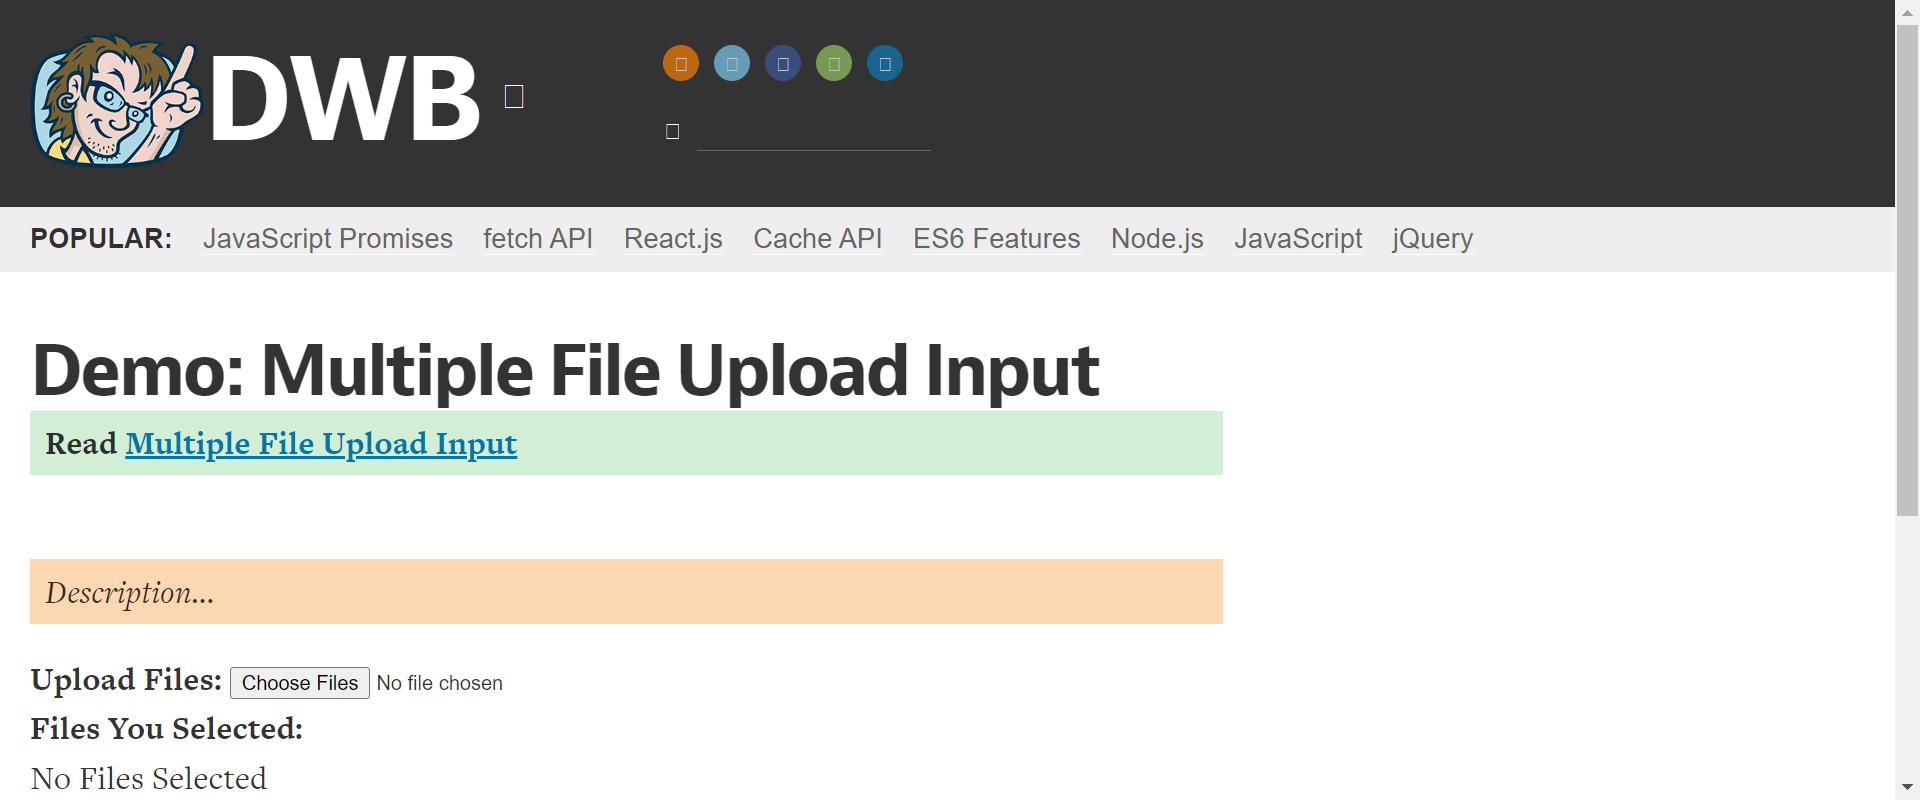 DWB
POPULAR: JavaScript Promises fetch API React.js Cache API ES6 Features Node.js JavaScript jQuery
Demo: Multiple File Upload Input
Read Multiple File Upload Input
Description...
Upload Files: Choose Files No file chosen
Files You Selected:
No Files Selected